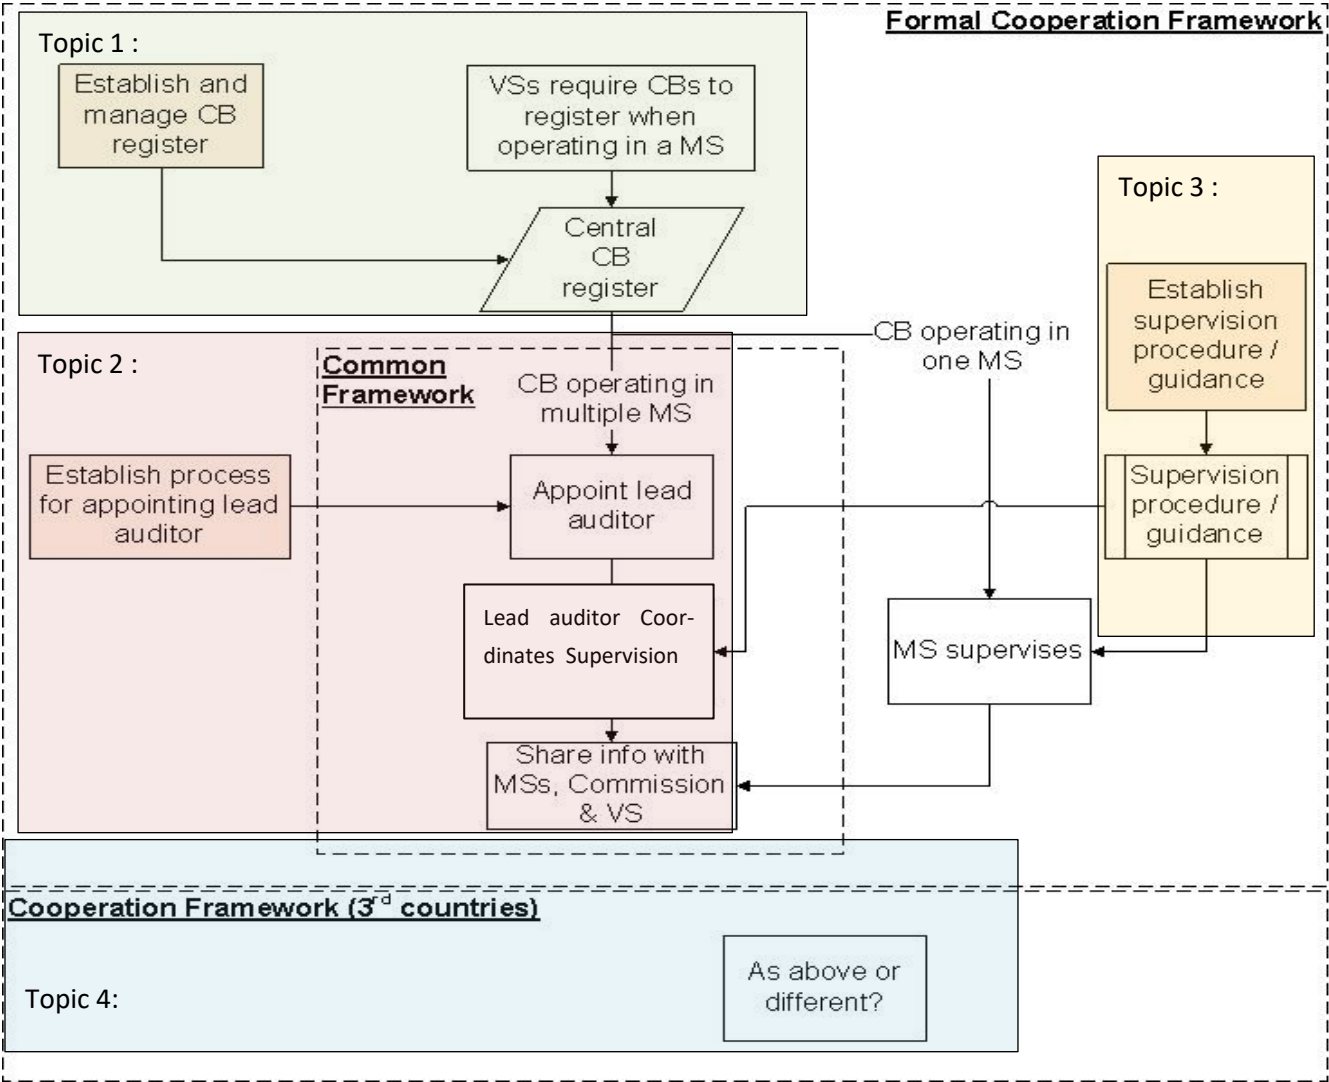 Formal Cooperation Framework
Topic 1 :
Establish and
manage CB
register
VSs require CBs to
register when
operating in a MS
Central
CB
register
Topic 3 :
Establish
supervision
procedure /
guidance
Supervision
procedure /
guidance
CB operating in
one MS
Topic 2 :
Common
Framework
CB operating in
multiple MS
Establish process
for appointing lead
auditor
Appoint lead
auditor
Lead auditor Coor-
dinates Supervision
MS supervises
Share info with
MSs, Commission
& VS
Cooperation Framework (3rd countries)
Topic 4:
As above or
different?